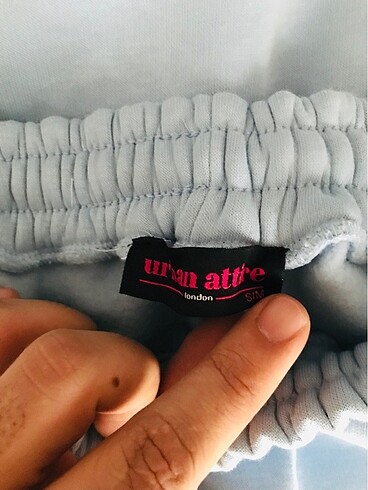 urban attire
london
S/M